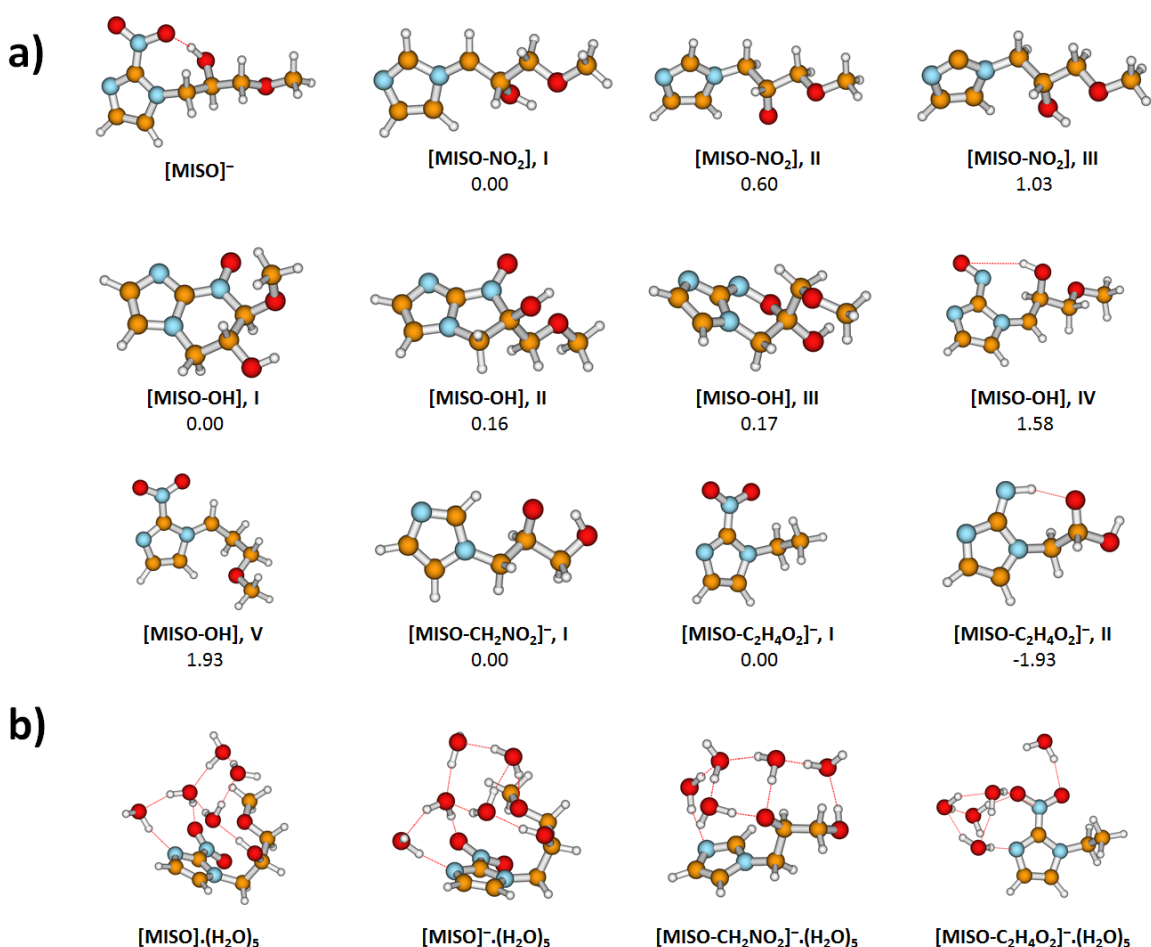 a)
[MISO]⁻
[MISO-NO₂], I
0.00
[MISO-NO₂], II
0.60
[MISO-NO₂], III
1.03
[MISO-OH], I
0.00
[MISO-OH], II
0.16
[MISO-OH], III
0.17
[MISO-OH], IV
1.58
[MISO-OH], V
1.93
[MISO-CH₂NO₂]⁻, I
0.00
[MISO-C₂H₄O₂]⁻, I
0.00
[MISO-C₂H₄O₂]⁻, II
-1.93
b)
[MISO].(H₂O)₅
[MISO]⁻.(H₂O)₅
[MISO-CH₂NO₂]⁻.(H₂O)₅
[MISO-C₂H₄O₂]⁻.(H₂O)₅